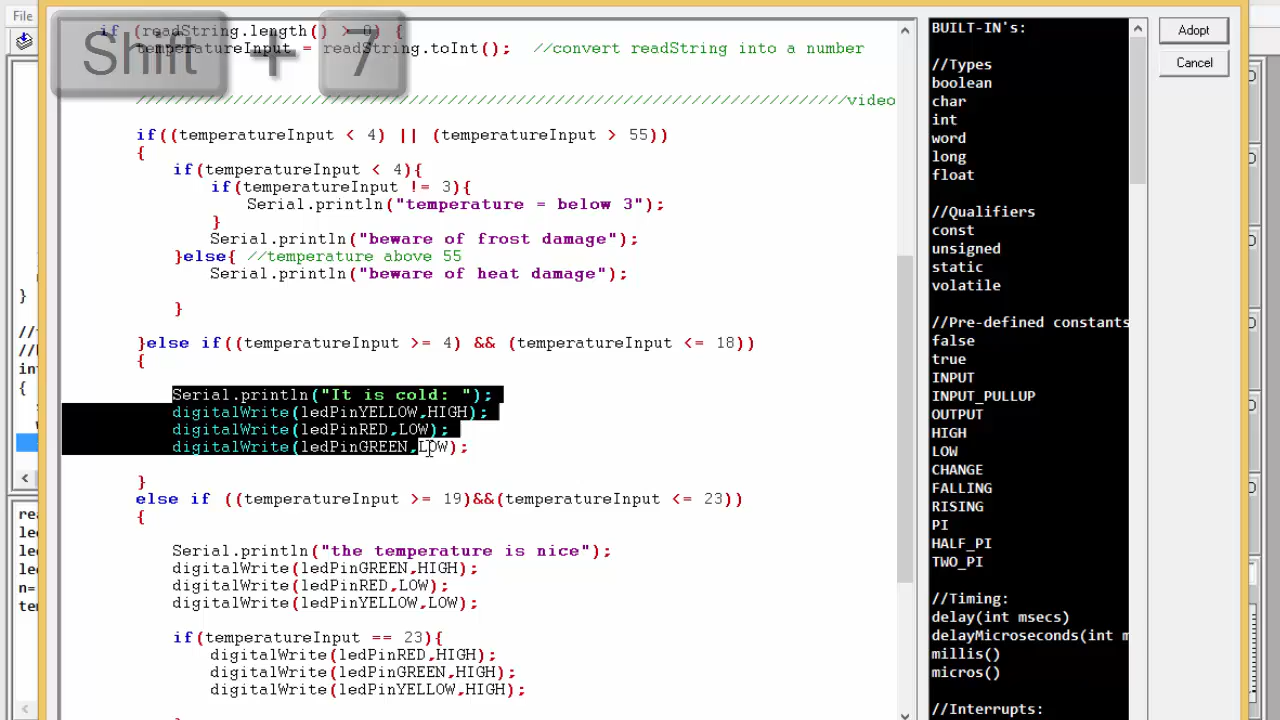 File
if (readString.length() > 0) {
Shift + 7
temperatureInput = readString.toInt();  //convert readString into a number
////////////////////////////////////////////////////////////////////////////video
if((temperatureInput < 4) || (temperatureInput > 55))
{
if(temperatureInput < 4){
if(temperatureInput != 3){
Serial.println("temperature = below 3");
}
Serial.println("beware of frost damage");
}else{ //temperature above 55
Serial.println("beware of heat damage");
}
}else if((temperatureInput >= 4) && (temperatureInput <= 18))
{
Serial.println("It is cold: ");
digitalWrite(ledPinYELLOW,HIGH);
digitalWrite(ledPinRED,LOW);
digitalWrite(ledPinGREEN,LOW);
}
else if ((temperatureInput >= 19)&&(temperatureInput <= 23))
{
Serial.println("the temperature is nice");
digitalWrite(ledPinGREEN,HIGH);
digitalWrite(ledPinRED,LOW);
digitalWrite(ledPinYELLOW,LOW);
if(temperatureInput == 23){
digitalWrite(ledPinRED,HIGH);
digitalWrite(ledPinGREEN,HIGH);
digitalWrite(ledPinYELLOW,HIGH);
BUILT-IN's:
//Types
boolean
char
int
word
long
float
//Qualifiers
const
unsigned
static
volatile
//Pre-defined constants
false
true
INPUT
INPUT_PULLUP
OUTPUT
HIGH
LOW
CHANGE
FALLING
RISING
PI
HALF_PI
TWO_PI
//Timing:
delay(int msecs)
delayMicroseconds(int m
millis()
micros()
//Interrupts:
Adopt
Cancel
}
//
//
int
{
rea
led
led
led
n=